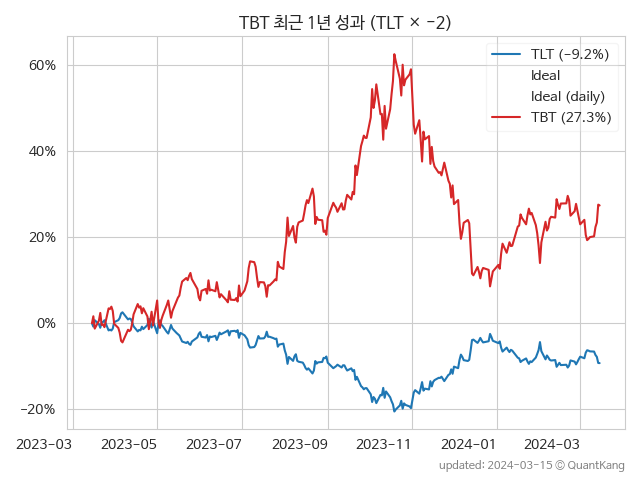 TBT 최근 1년 성과 (TLT × −2)
TLT (−9.2%)
Ideal
Ideal (daily)
TBT (27.3%)
60%
40%
20%
0%
−20%
2023−03 2023−05 2023−07 2023−09 2023−11 2024−01 2024−03
updated: 2024−03−15 ⓒ QuantKang